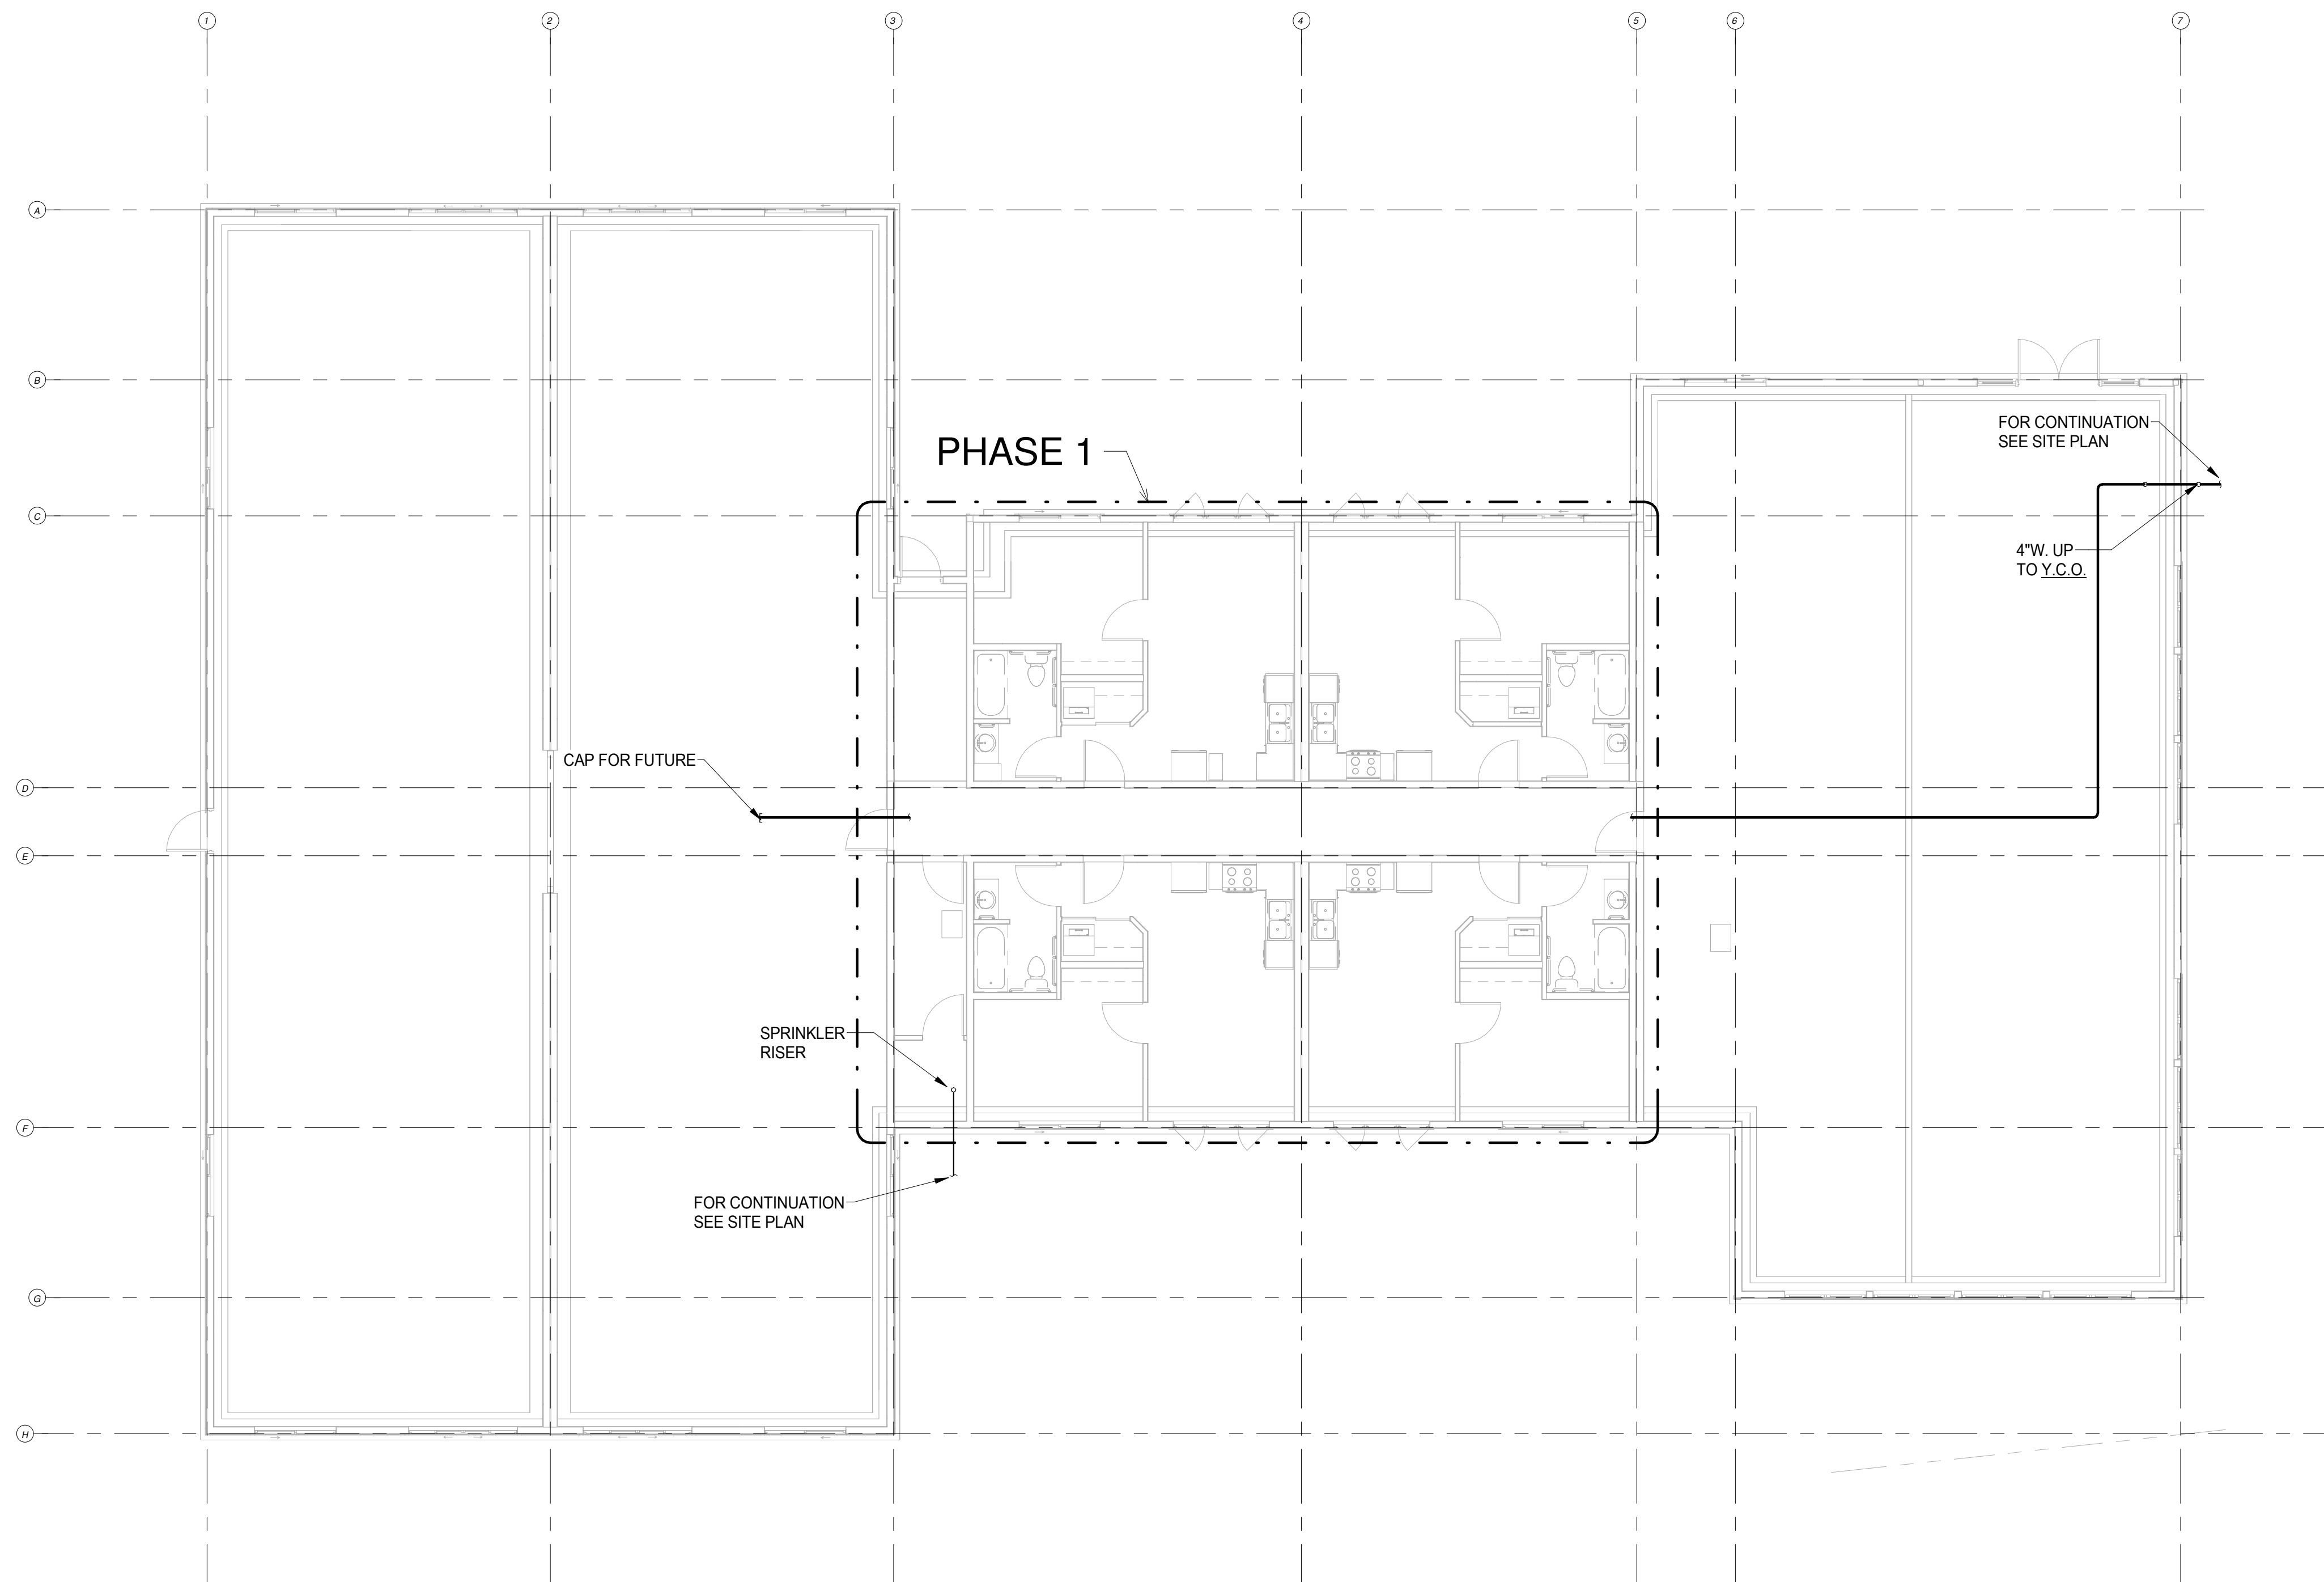 1 2 3 4 5 6 7
A
B
FOR CONTINUATION
SEE SITE PLAN
PHASE 1
C
4"W. UP
TO Y.C.O.
CAP FOR FUTURE
D
E
SPRINKLER
RISER
F
FOR CONTINUATION
SEE SITE PLAN
G
H